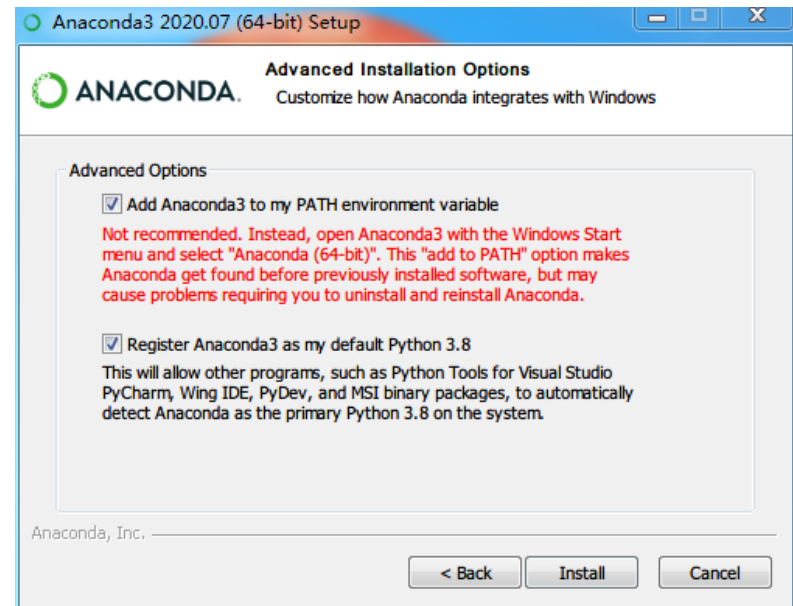 Anaconda3 2020.07 (64-bit) Setup
ANACONDA.
Advanced Installation Options
Customize how Anaconda integrates with Windows
Advanced Options
Add Anaconda3 to my PATH environment variable
Not recommended. Instead, open Anaconda3 with the Windows Start
menu and select "Anaconda (64-bit)". This "add to PATH" option makes
Anaconda get found before previously installed software, but may
cause problems requiring you to uninstall and reinstall Anaconda.
Register Anaconda3 as my default Python 3.8
This will allow other programs, such as Python Tools for Visual Studio
PyCharm, Wing IDE, PyDev, and MSI binary packages, to automatically
detect Anaconda as the primary Python 3.8 on the system.
Anaconda, Inc.
< Back
Install
Cancel